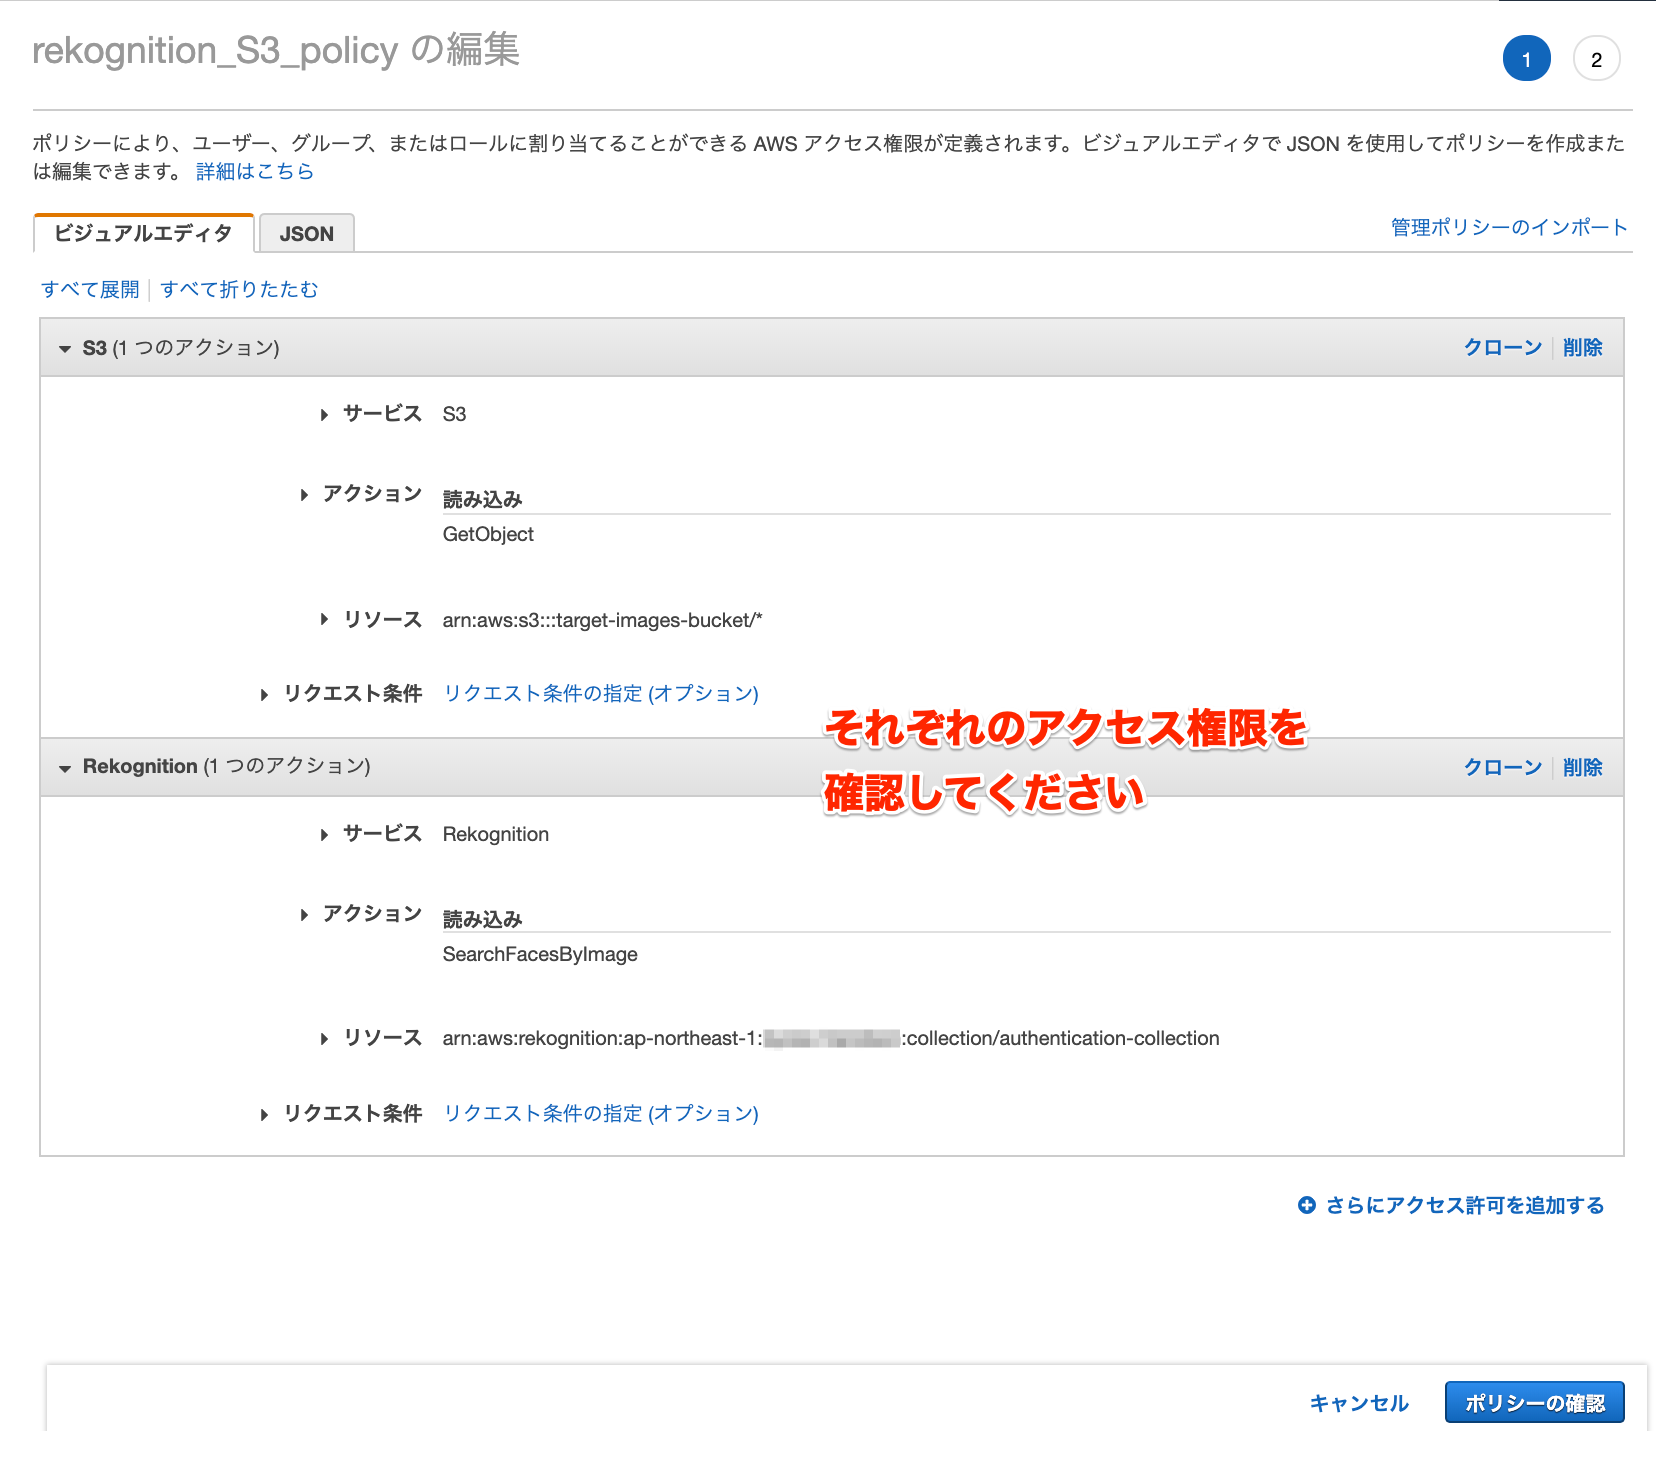 rekognition_S3_policy の編集
1
2
ポリシーにより、ユーザー、グループ、またはロールに割り当てることができる AWS アクセス権限が定義されます。ビジュアルエディタで JSON を使用してポリシーを作成また
は編集できます。 詳細はこちら
ビジュアルエディタ
JSON
管理ポリシーのインポート
すべて展開
すべて折りたたむ
S3 (1 つのアクション)
クローン
削除
サービス S3
アクション 読み込み
GetObject
リソース arn:aws:s3:::target-images-bucket/*
リクエスト条件 リクエスト条件の指定 (オプション)
それぞれのアクセス権限を
確認してください
Rekognition (1 つのアクション)
クローン
削除
サービス Rekognition
アクション 読み込み
SearchFacesByImage
リソース arn:aws:rekognition:ap-northeast-1: :collection/authentication-collection
リクエスト条件 リクエスト条件の指定 (オプション)
さらにアクセス許可を追加する
キャンセル
ポリシーの確認